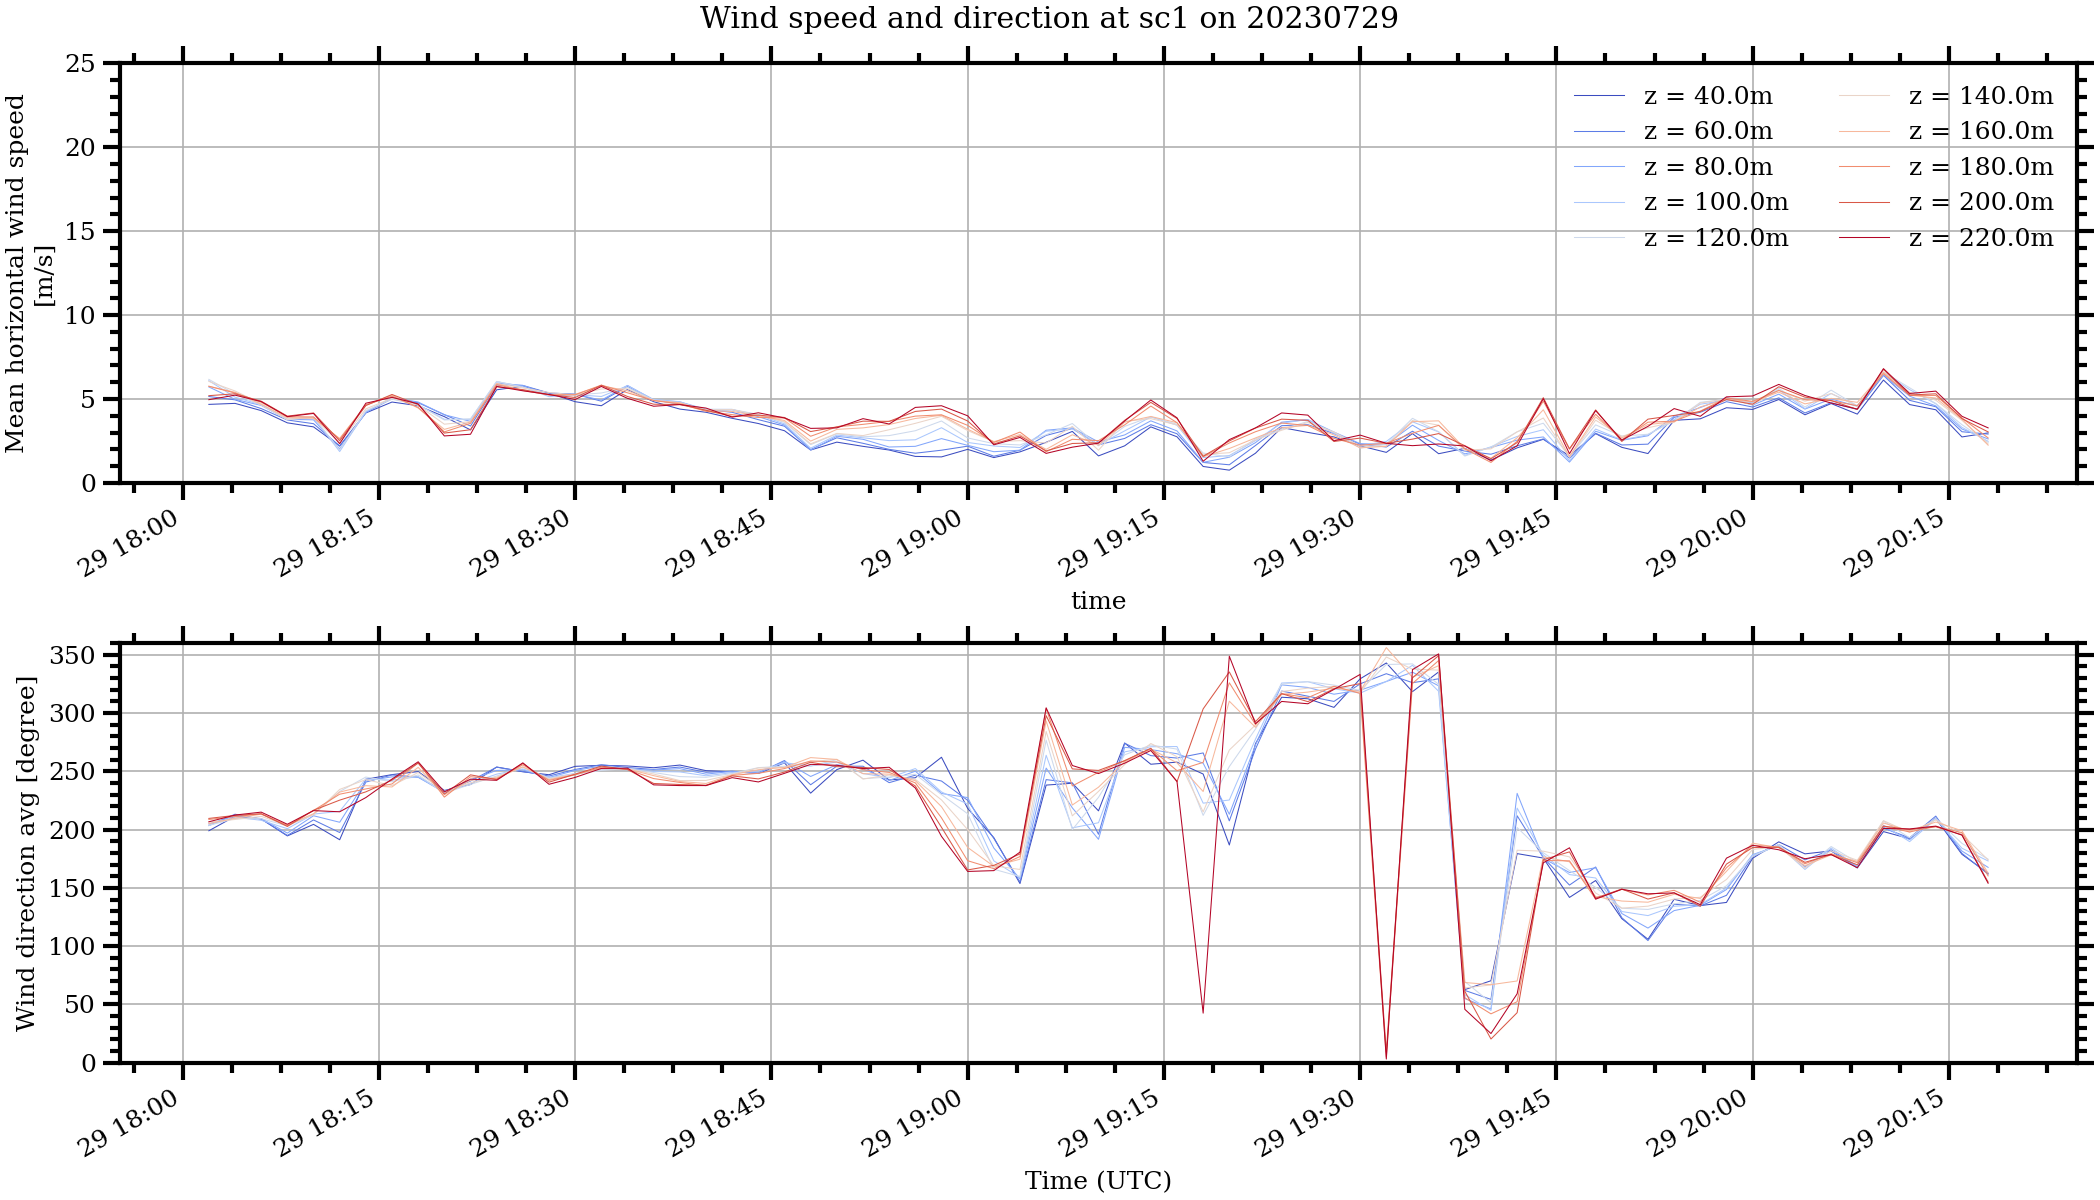 Wind speed and direction at sc1 on 20230729
Mean horizontal wind speed
[m/s]
25
20
15
10
5
0
z = 40.0m
z = 60.0m
z = 80.0m
z = 100.0m
z = 120.0m
z = 140.0m
z = 160.0m
z = 180.0m
z = 200.0m
z = 220.0m
29 18:00
29 18:15
29 18:30
29 18:45
29 19:00
29 19:15
29 19:30
29 19:45
29 20:00
29 20:15
time
Wind direction avg [degree]
350
300
250
200
150
100
50
0
29 18:00
29 18:15
29 18:30
29 18:45
29 19:00
29 19:15
29 19:30
29 19:45
29 20:00
29 20:15
Time (UTC)